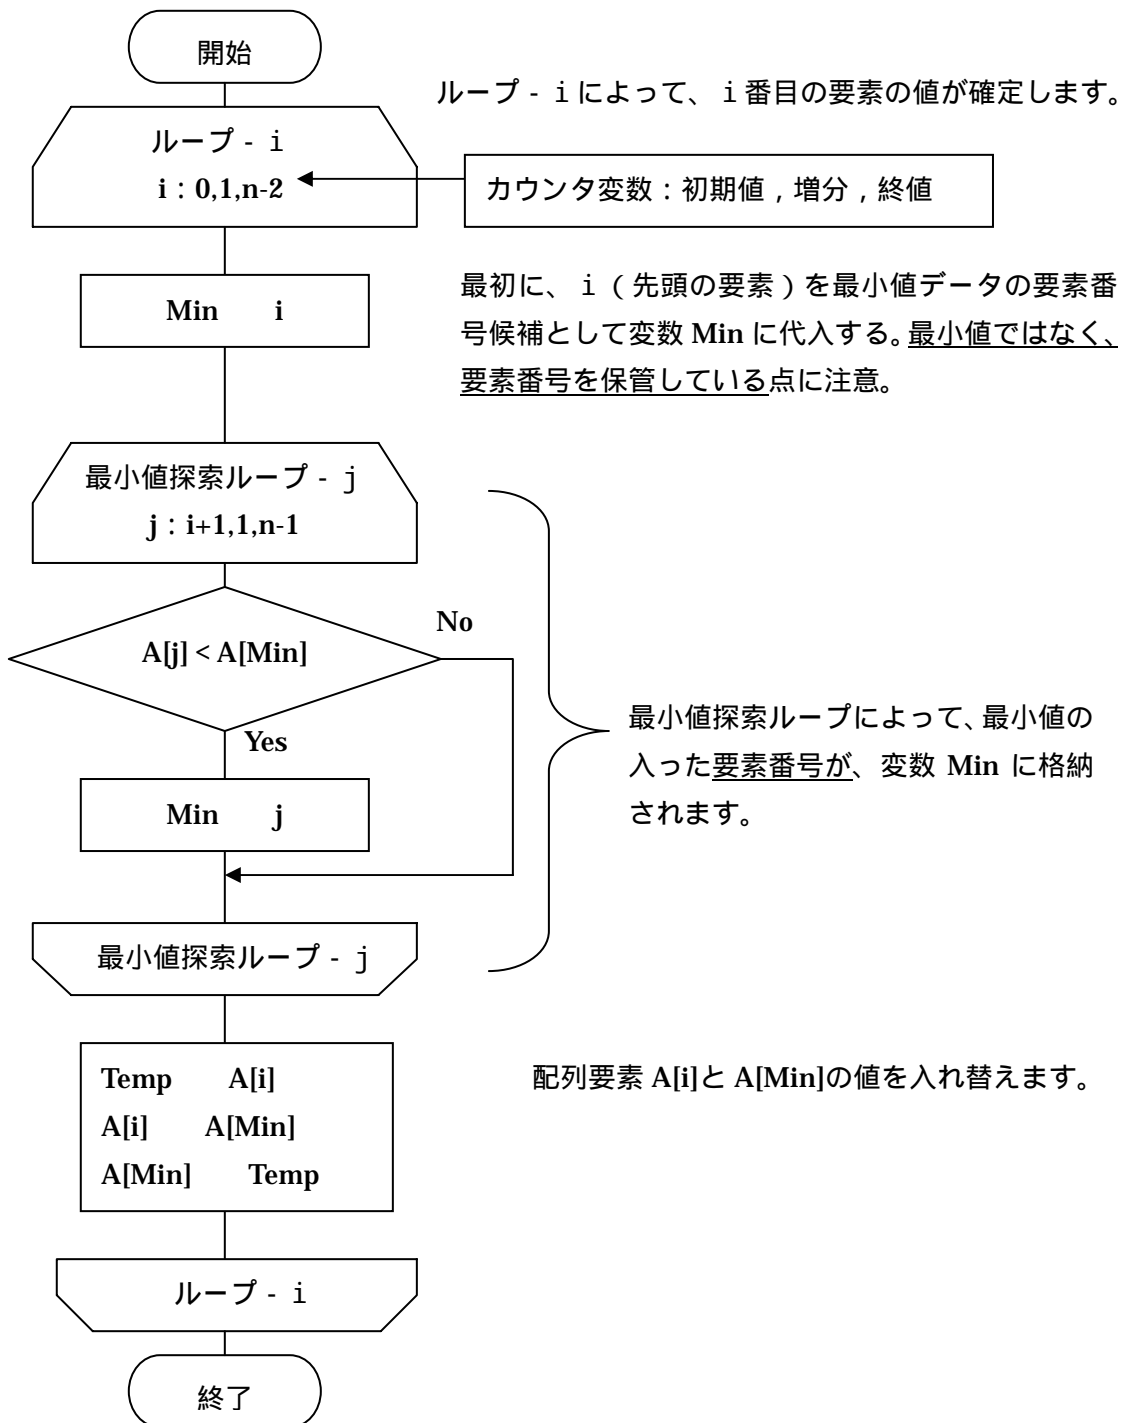 開始
ループ - i によって、 i 番目の要素の値が確定します。
ループ - i
i：0,1,n-2
カウンタ変数：初期値，増分，終値
Min i
最初に、 i （先頭の要素）を最小値データの要素番
号候補として変数 Min に代入する。最小値ではなく、
要素番号を保管している点に注意。
最小値探索ループ - j
j：i+1,1,n-1
A[j] < A[Min]
No
Yes
Min j
最小値探索ループによって、最小値の
入った要素番号が、変数 Min に格納
されます。
最小値探索ループ - j
Temp A[i]
A[i] A[Min]
A[Min] Temp
配列要素 A[i]と A[Min]の値を入れ替えます。
ループ - i
終了